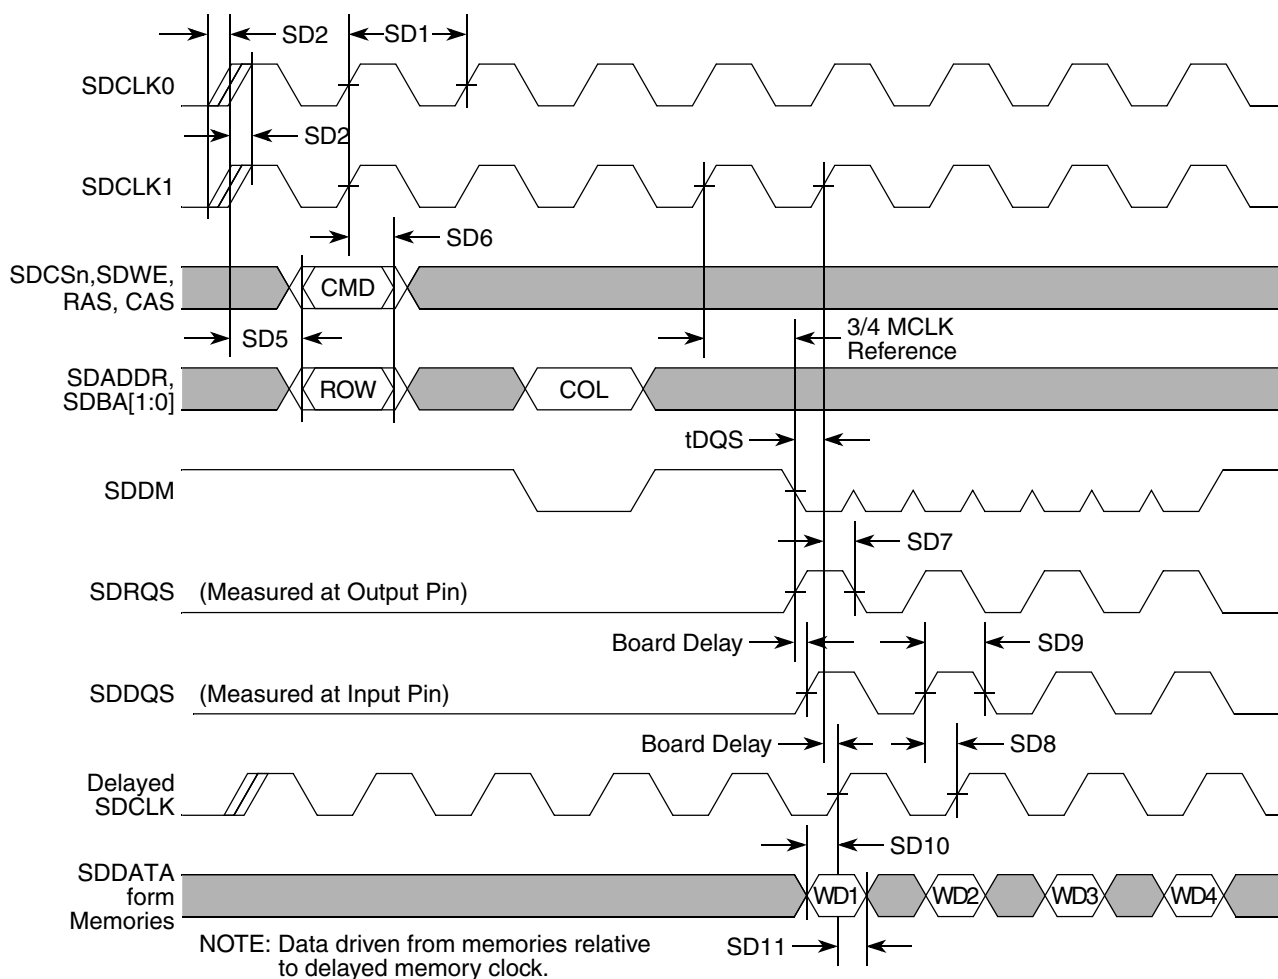 SD2
SD1
SDCLK0
SD2
SDCLK1
SD6
SDCSn,SDWE,
RAS, CAS
CMD
SD5
3/4 MCLK
Reference
SDADDR,
SDBA[1:0]
ROW
COL
tDQS
SDDM
SD7
SDRQS
(Measured at Output Pin)
Board Delay
SD9
SDDQS
(Measured at Input Pin)
Board Delay
SD8
Delayed
SDCLK
SD10
SDDATA
form
Memories
WD1
WD2
WD3
WD4
NOTE: Data driven from memories relative
to delayed memory clock.
SD11